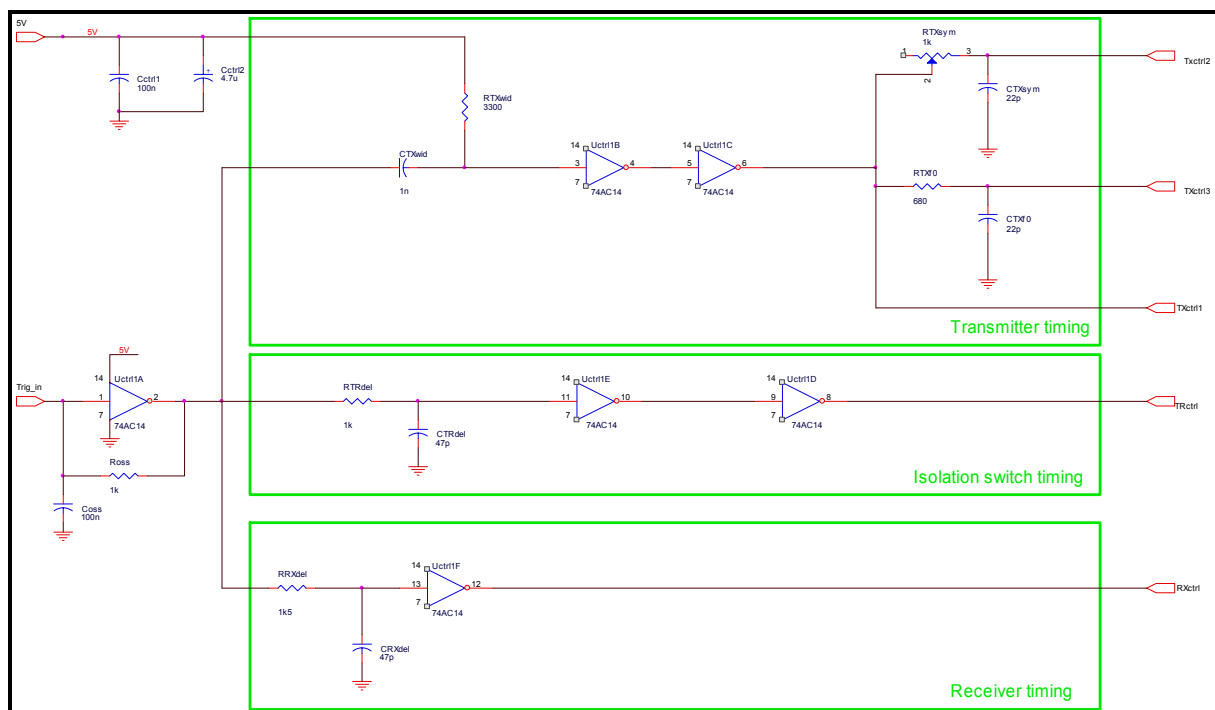 5V
5V
Cctrl1
100n
Cctrl2
4.7u
+
RTXwid
3300
CTXwid
1n
14
Uctrl1B
3
4
7
74AC14
14
Uctrl1C
5
6
7
74AC14
RTXsym
1k
1
3
2
CTXsym
22p
Txctrl2
RTXf0
680
CTXf0
22p
TXctrl3
TXctrl1
Transmitter timing
5V
Trig_in
14
Uctrl1A
1
2
7
74AC14
Ross
1k
Coss
100n
RTRdel
1k
CTRdel
47p
14
Uctrl1E
11
10
7
74AC14
14
Uctrl1D
9
8
7
74AC14
TRctrl
Isolation switch timing
RRXdel
1k5
CRXdel
47p
14
Uctrl1F
13
12
7
74AC14
RXctrl
Receiver timing